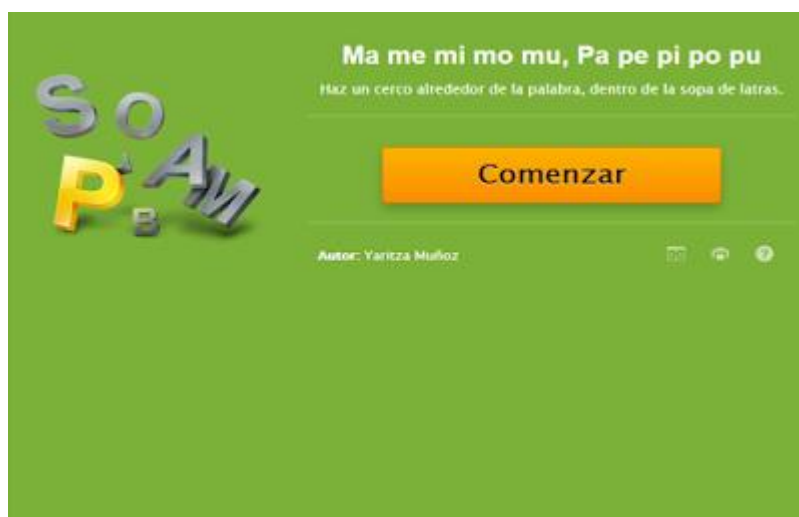 Ma me mi mo mu, Pa pe pi po pu
Haz un cerco alrededor de la palabra, dentro de la sopa de latras.
S O A M
P B
Comenzar
Autor: Yaritza Muñoz